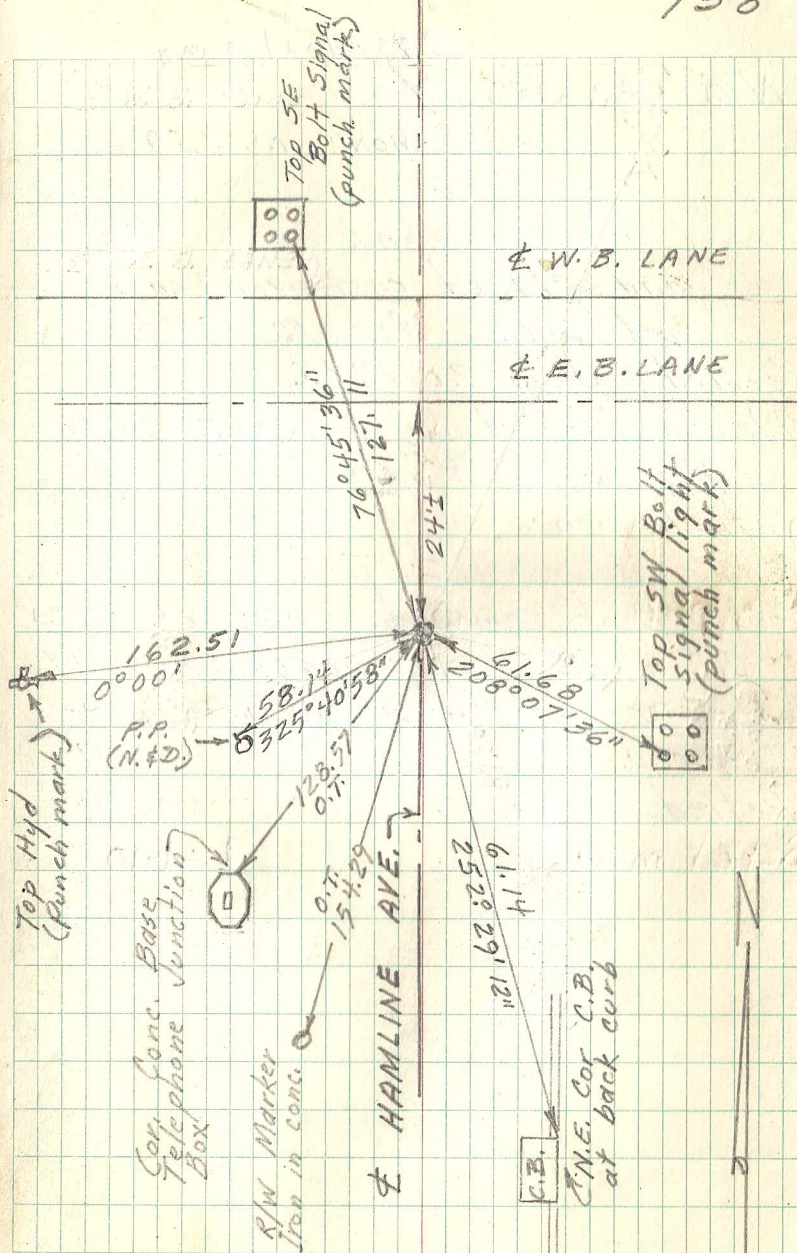 Top SE
Bolt Signal
(punch mark)
℄ W.B. LANE
℄ E.B. LANE
76°45'36"
127.11
24'±
162.51
0°00'
Top Hyd
(punch mark)
P.P.
(N.&D.)
58.14
325°40'58"
128.57
O.T.
Cor. Conc. Base
Telephone Junction
Box
O.T.
154.29
R/W Marker
Iron in conc.
℄ HAMLINE AVE.
61.68
208°07'36"
Top SW Bolt
signal light
(punch mark)
61.14
252°29'12"
C.B.
N.E. Cor C.B.
at back curb
N